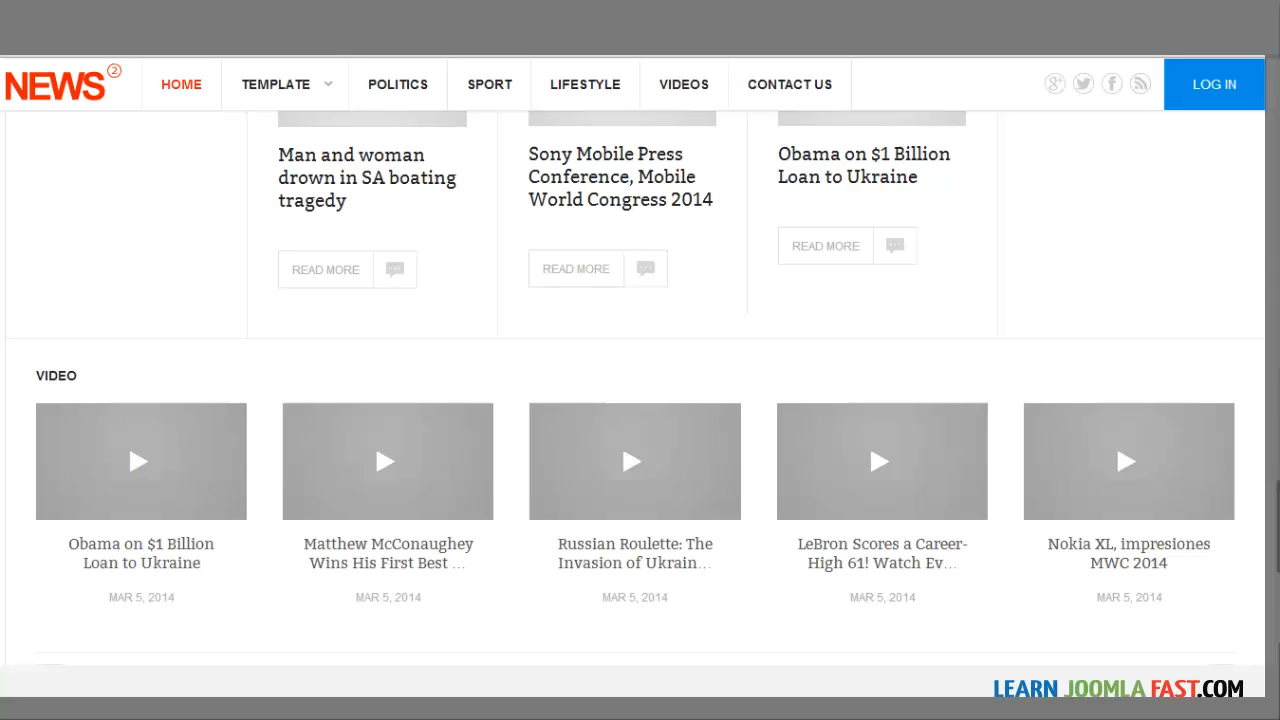 NEWS 2
HOME TEMPLATE POLITICS SPORT LIFESTYLE VIDEOS CONTACT US LOG IN
Man and woman
drown in SA boating
tragedy
READ MORE
Sony Mobile Press
Conference, Mobile
World Congress 2014
READ MORE
Obama on $1 Billion
Loan to Ukraine
READ MORE
VIDEO
Obama on $1 Billion
Loan to Ukraine
MAR 5, 2014
Matthew McConaughey
Wins His First Best ...
MAR 5, 2014
Russian Roulette: The
Invasion of Ukrain...
MAR 5, 2014
LeBron Scores a Career-
High 61! Watch Ev...
MAR 5, 2014
Nokia XL, impresiones
MWC 2014
MAR 5, 2014
LEARN JOOMLA FAST.COM